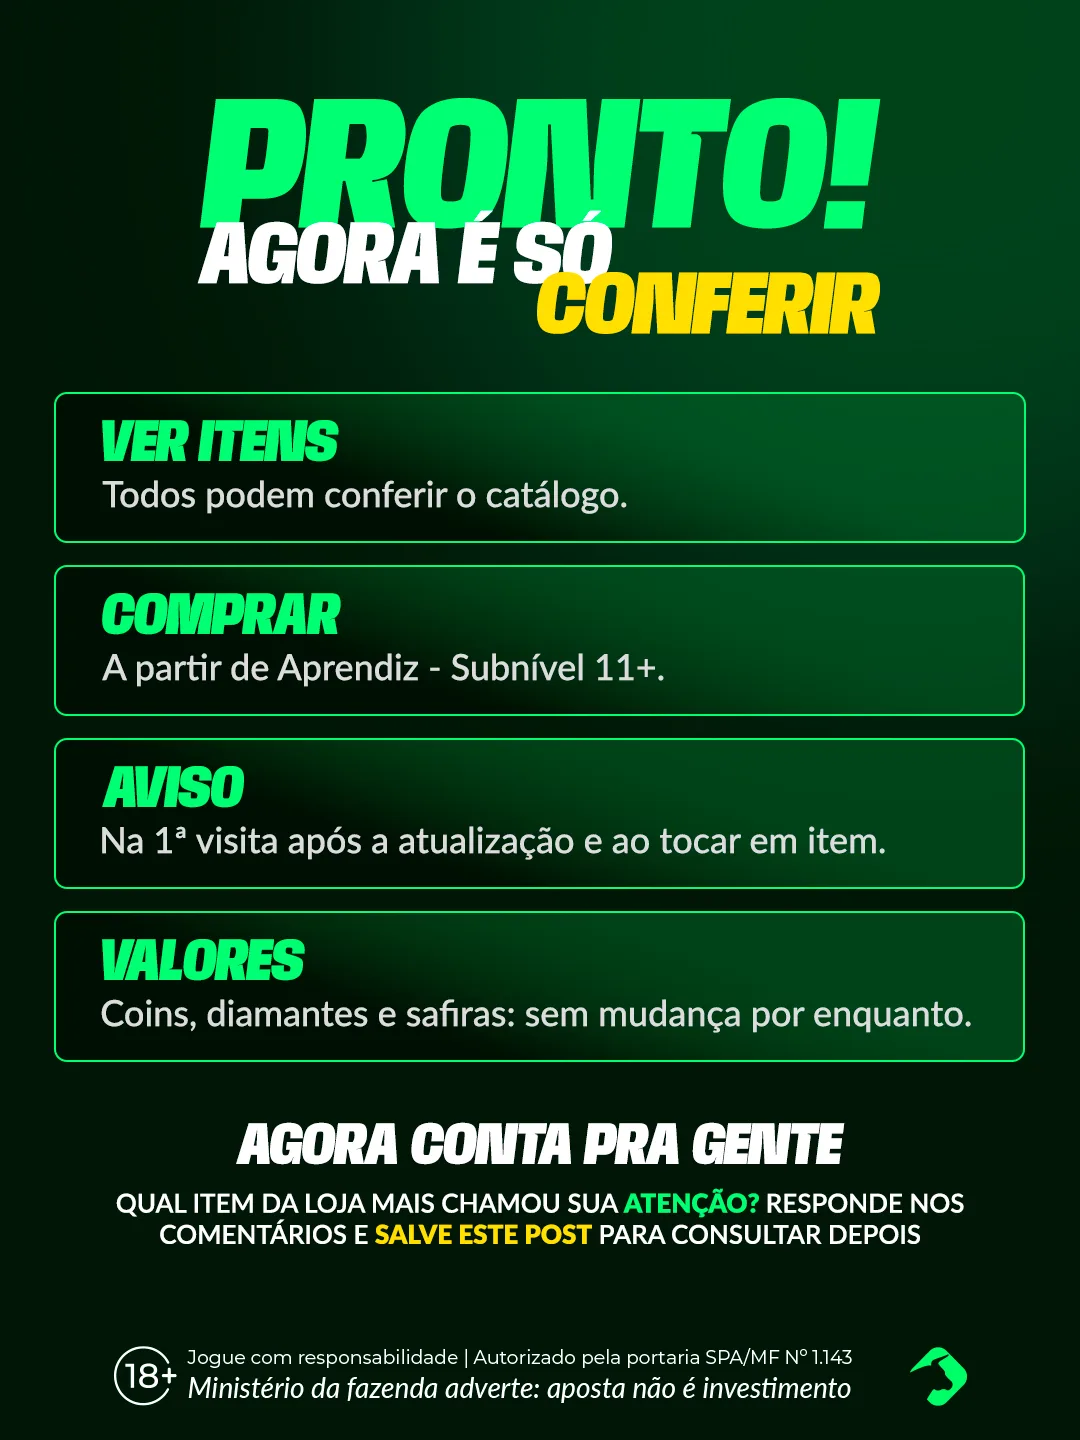 PRONTO!
AGORA É SÓ
CONFERIR
VER ITENS
Todos podem conferir o catálogo.
COMPRAR
A partir de Aprendiz - Subnível 11+.
AVISO
Na 1ª visita após a atualização e ao tocar em item.
VALORES
Coins, diamantes e safiras: sem mudança por enquanto.
AGORA CONTA PRA GENTE
QUAL ITEM DA LOJA MAIS CHAMOU SUA ATENÇÃO? RESPONDE NOS
COMENTÁRIOS E SALVE ESTE POST PARA CONSULTAR DEPOIS
18+
Jogue com responsabilidade | Autorizado pela portaria SPA/MF Nº 1.143
Ministério da fazenda adverte: aposta não é investimento